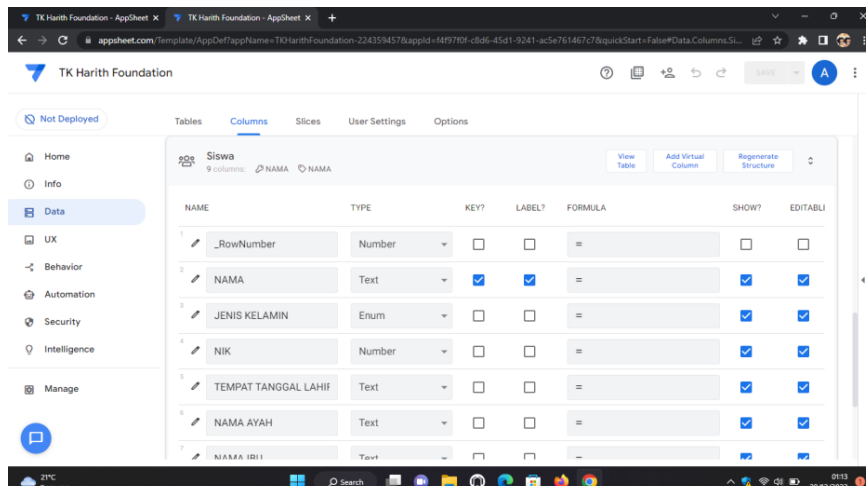 TK Harith Foundation - AppSheet
TK Harith Foundation - AppSheet
appsheet.com/Template/AppDef?appName=TKHarithFoundation-224359457&appId=f4f97f0f-c8d6-45d1-9241-ac5e761467c7&quickStart=False#Data.Columns.Si...
TK Harith Foundation
SAVE
A
Not Deployed
Tables Columns Slices User Settings Options
Home
Info
Data
UX
Behavior
Automation
Security
Intelligence
Manage
Siswa
9 columns: NAMA NAMA
View Table
Add Virtual Column
Regenerate Structure
NAME TYPE KEY? LABEL? FORMULA SHOW? EDITABL
1 _RowNumber Number =
2 NAMA Text =
3 JENIS KELAMIN Enum =
4 NIK Number =
5 TEMPAT TANGGAL LAHIF Text =
6 NAMA AYAH Text =
7 NAMA IBU Text =
21°C
Search
01:13